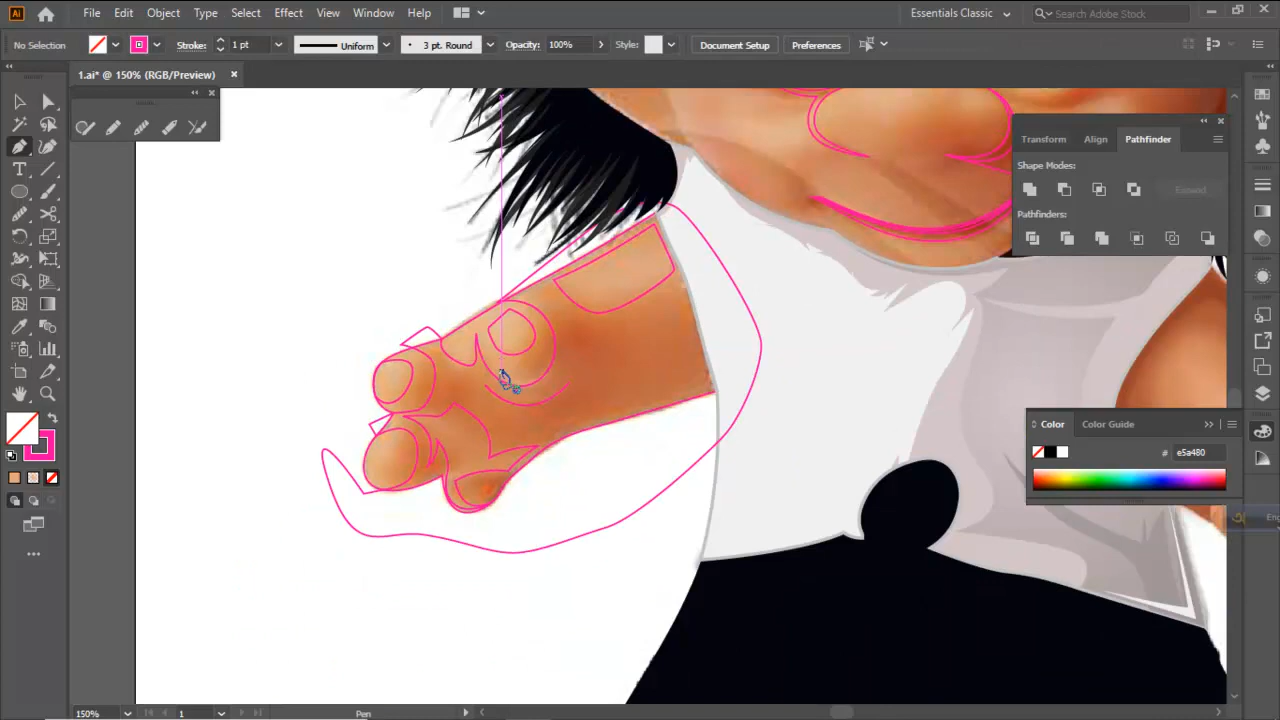 Ai File Edit Object Type Select Effect View Window Help Essentials Classic Search Adobe Stock
No Selection Stroke: 1 pt Uniform 3 pt. Round Opacity: 100% Style: Document Setup Preferences
1.ai* @ 150% (RGB/Preview)
Transform Align Pathfinder
Shape Modes:
Expand
Pathfinders:
Color Color Guide
# e5a480
150% 1 Pen